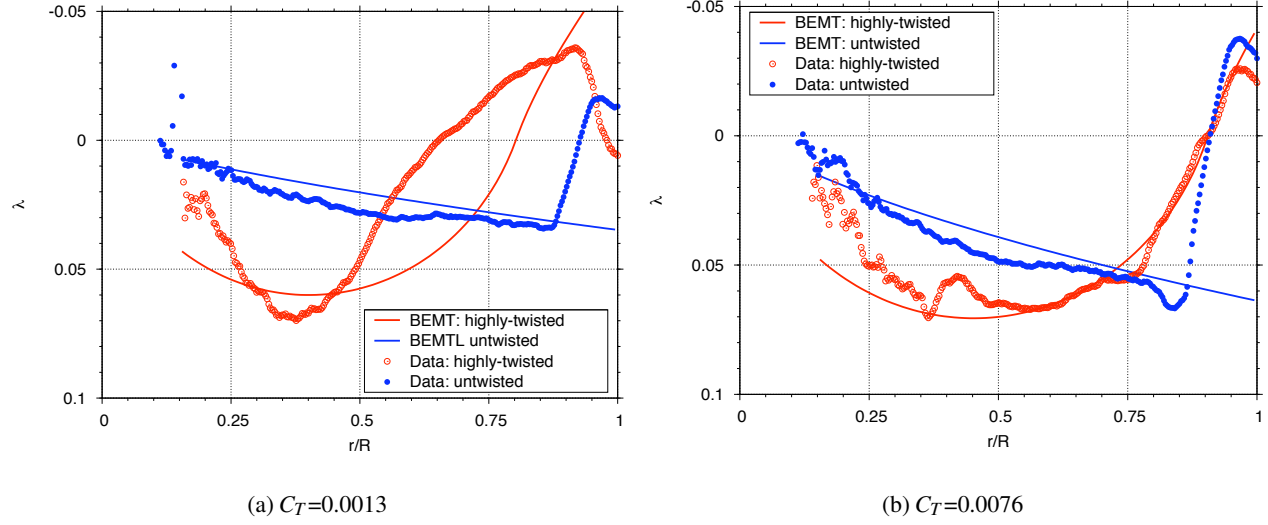 -0.05
0
0.05
0.1
λ
0
0.25
0.5
0.75
1
r/R
BEMT: highly-twisted
BEMTL untwisted
Data: highly-twisted
Data: untwisted
(a) C_T=0.0013
-0.05
0
0.05
0.1
λ
0
0.25
0.5
0.75
1
r/R
BEMT: highly-twisted
BEMT: untwisted
Data: highly-twisted
Data: untwisted
(b) C_T=0.0076